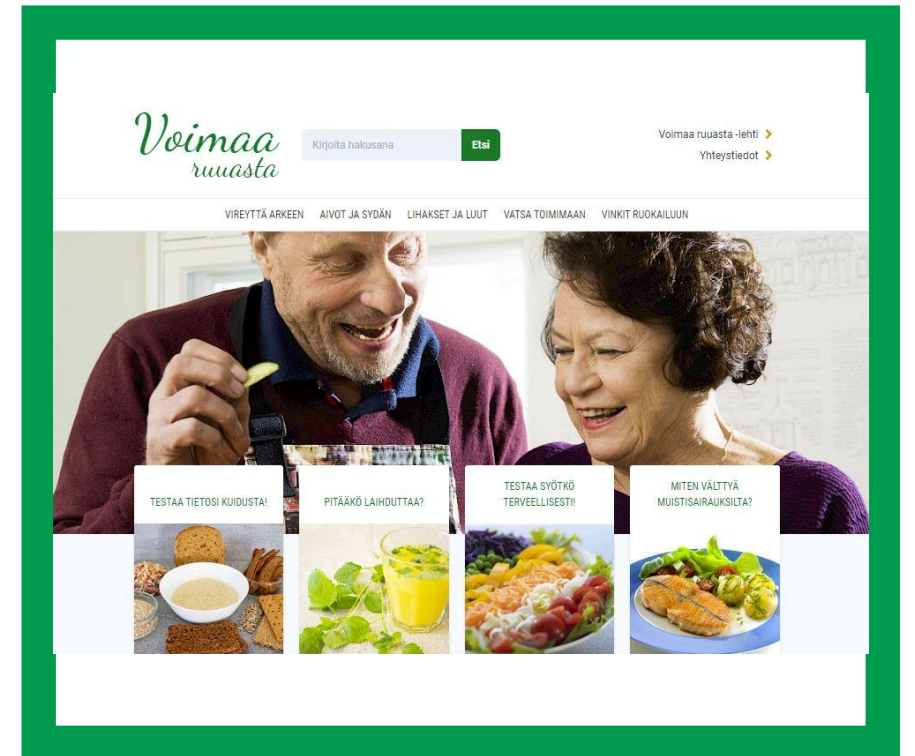 Voimaa
ruuasta
Kirjoita hakusana
Etsi
Voimaa ruuasta -lehti
Yhteystiedot
VIREYTTÄ ARKEEN AIVOT JA SYDÄN LIHAKSET JA LUUT VATSA TOIMIMAAN VINKIT RUOKAILUUN
TESTAA TIETOSI KUIDUSTA!
PITÄÄKÖ LAIHDUTTAA?
TESTAA SYÖTKÖ
TERVEELLISESTI!
MITEN VÄLTTYÄ
MUISTISAIRAUKSILTA?